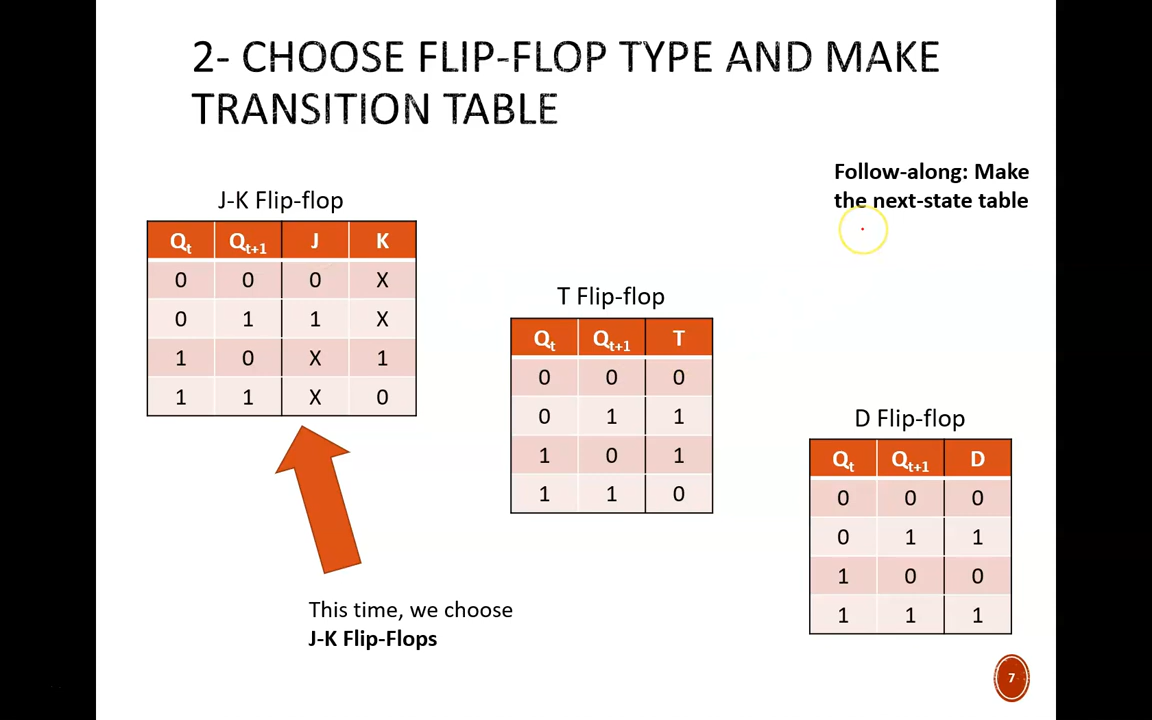 2- CHOOSE FLIP-FLOP TYPE AND MAKE
TRANSITION TABLE
Follow-along: Make
the next-state table
J-K Flip-flop
Qt Qt+1 J K
0 0 0 X
0 1 1 X
1 0 X 1
1 1 X 0
T Flip-flop
Qt Qt+1 T
0 0 0
0 1 1
1 0 1
1 1 0
D Flip-flop
Qt Qt+1 D
0 0 0
0 1 1
1 0 0
1 1 1
This time, we choose
J-K Flip-Flops
7